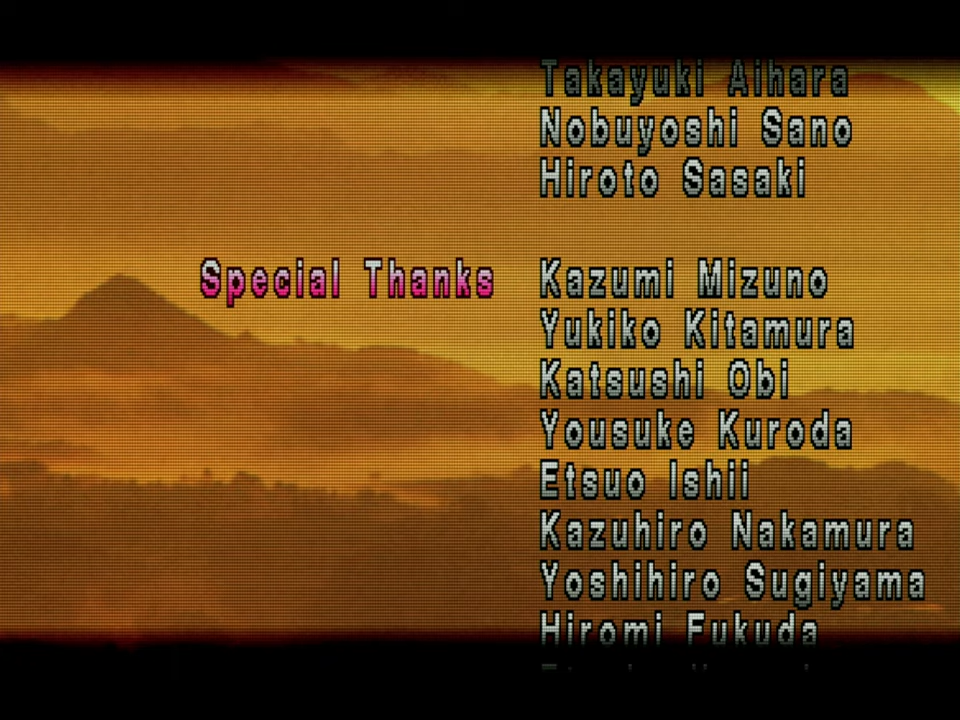 Takayuki Aihara
Nobuyoshi Sano
Hiroto Sasaki
Special Thanks Kazumi Mizuno
Yukiko Kitamura
Katsushi Obi
Yousuke Kuroda
Etsuo Ishii
Kazuhiro Nakamura
Yoshihiro Sugiyama
Hiromi Fukuda